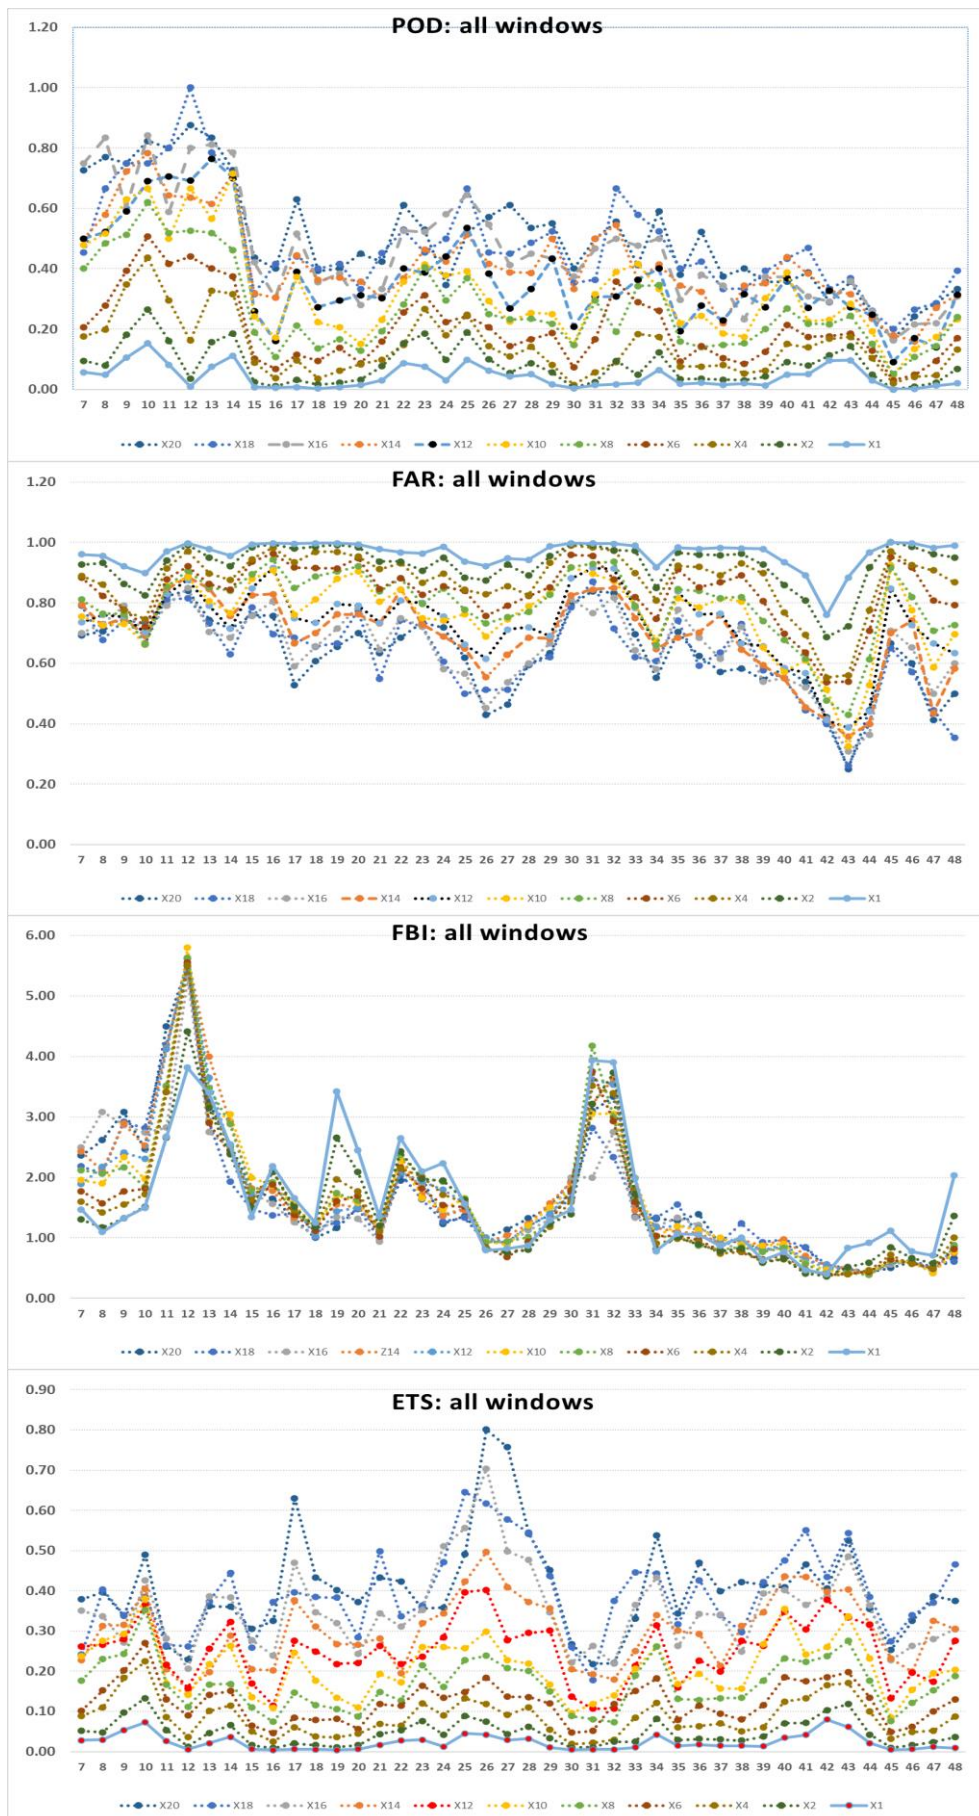 POD: all windows
1.20
1.00
0.80
0.60
0.40
0.20
0.00
7 8 9 10 11 12 13 14 15 16 17 18 19 20 21 22 23 24 25 26 27 28 29 30 31 32 33 34 35 36 37 38 39 40 41 42 43 44 45 46 47 48
X20 X18 X16 X14 X12 X10 X8 X6 X4 X2 X1
FAR: all windows
1.20
1.00
0.80
0.60
0.40
0.20
0.00
7 8 9 10 11 12 13 14 15 16 17 18 19 20 21 22 23 24 25 26 27 28 29 30 31 32 33 34 35 36 37 38 39 40 41 42 43 44 45 46 47 48
X20 X18 X16 X14 X12 X10 X8 X6 X4 X2 X1
FBI: all windows
6.00
5.00
4.00
3.00
2.00
1.00
0.00
7 8 9 10 11 12 13 14 15 16 17 18 19 20 21 22 23 24 25 26 27 28 29 30 31 32 33 34 35 36 37 38 39 40 41 42 43 44 45 46 47 48
X20 X18 X16 Z14 X12 X10 X8 X6 X4 X2 X1
ETS: all windows
0.90
0.80
0.70
0.60
0.50
0.40
0.30
0.20
0.10
0.00
7 8 9 10 11 12 13 14 15 16 17 18 19 20 21 22 23 24 25 26 27 28 29 30 31 32 33 34 35 36 37 38 39 40 41 42 43 44 45 46 47 48
X20 X18 X16 X14 X12 X10 X8 X6 X4 X2 X1